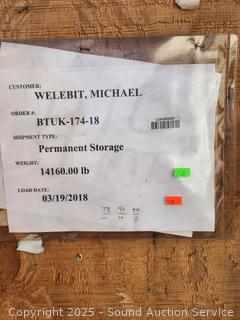 CUSTOMER:
WELEBIT, MICHAEL
ORDER #:
BTUK-174-18
SHIPMENT TYPE:
Permanent Storage
WEIGHT:
14160.00 lb
LOAD DATE:
03/19/2018
Copyright 2025 - Sound Auction Service